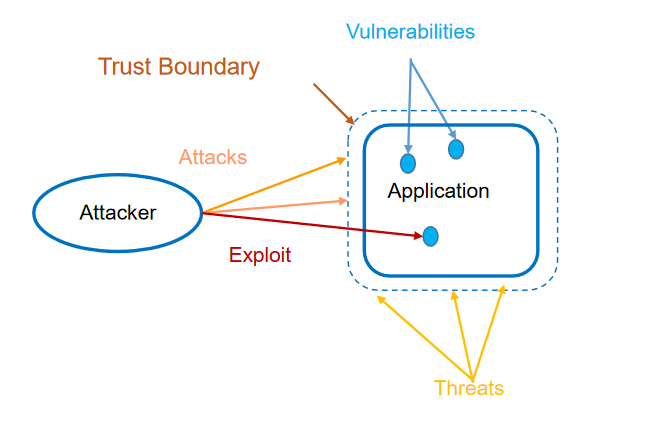 Vulnerabilities
Trust Boundary
Attacks
Application
Attacker
Exploit
Threats